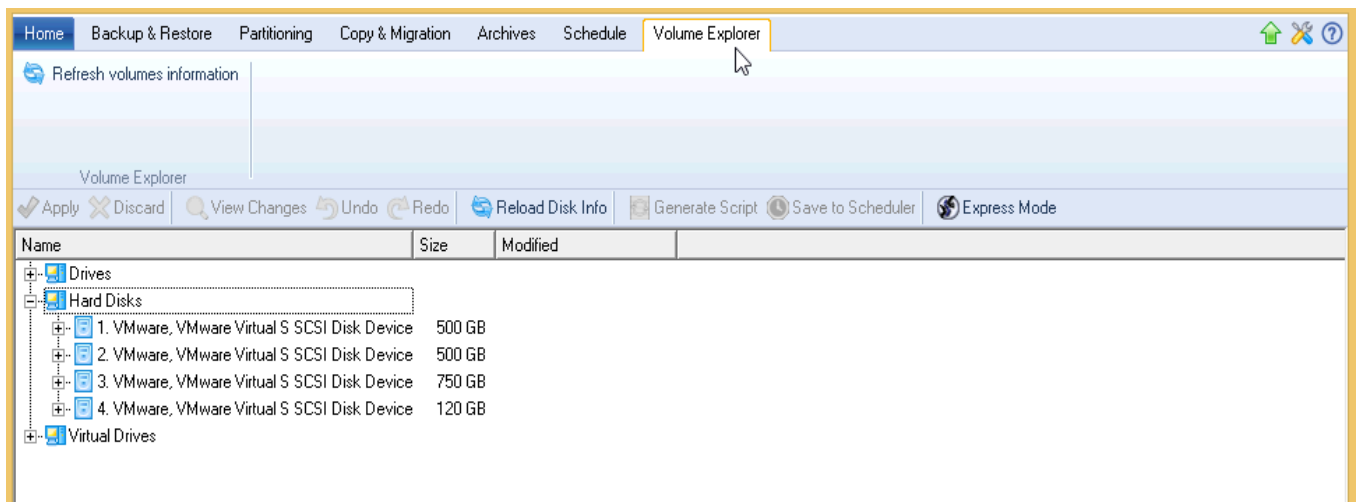 Home Backup & Restore Partitioning Copy & Migration Archives Schedule Volume Explorer
Refresh volumes information
Volume Explorer
Apply Discard View Changes Undo Redo Reload Disk Info Generate Script Save to Scheduler Express Mode
Name Size Modified
Drives
Hard Disks
1. VMware, VMware Virtual S SCSI Disk Device 500 GB
2. VMware, VMware Virtual S SCSI Disk Device 500 GB
3. VMware, VMware Virtual S SCSI Disk Device 750 GB
4. VMware, VMware Virtual S SCSI Disk Device 120 GB
Virtual Drives